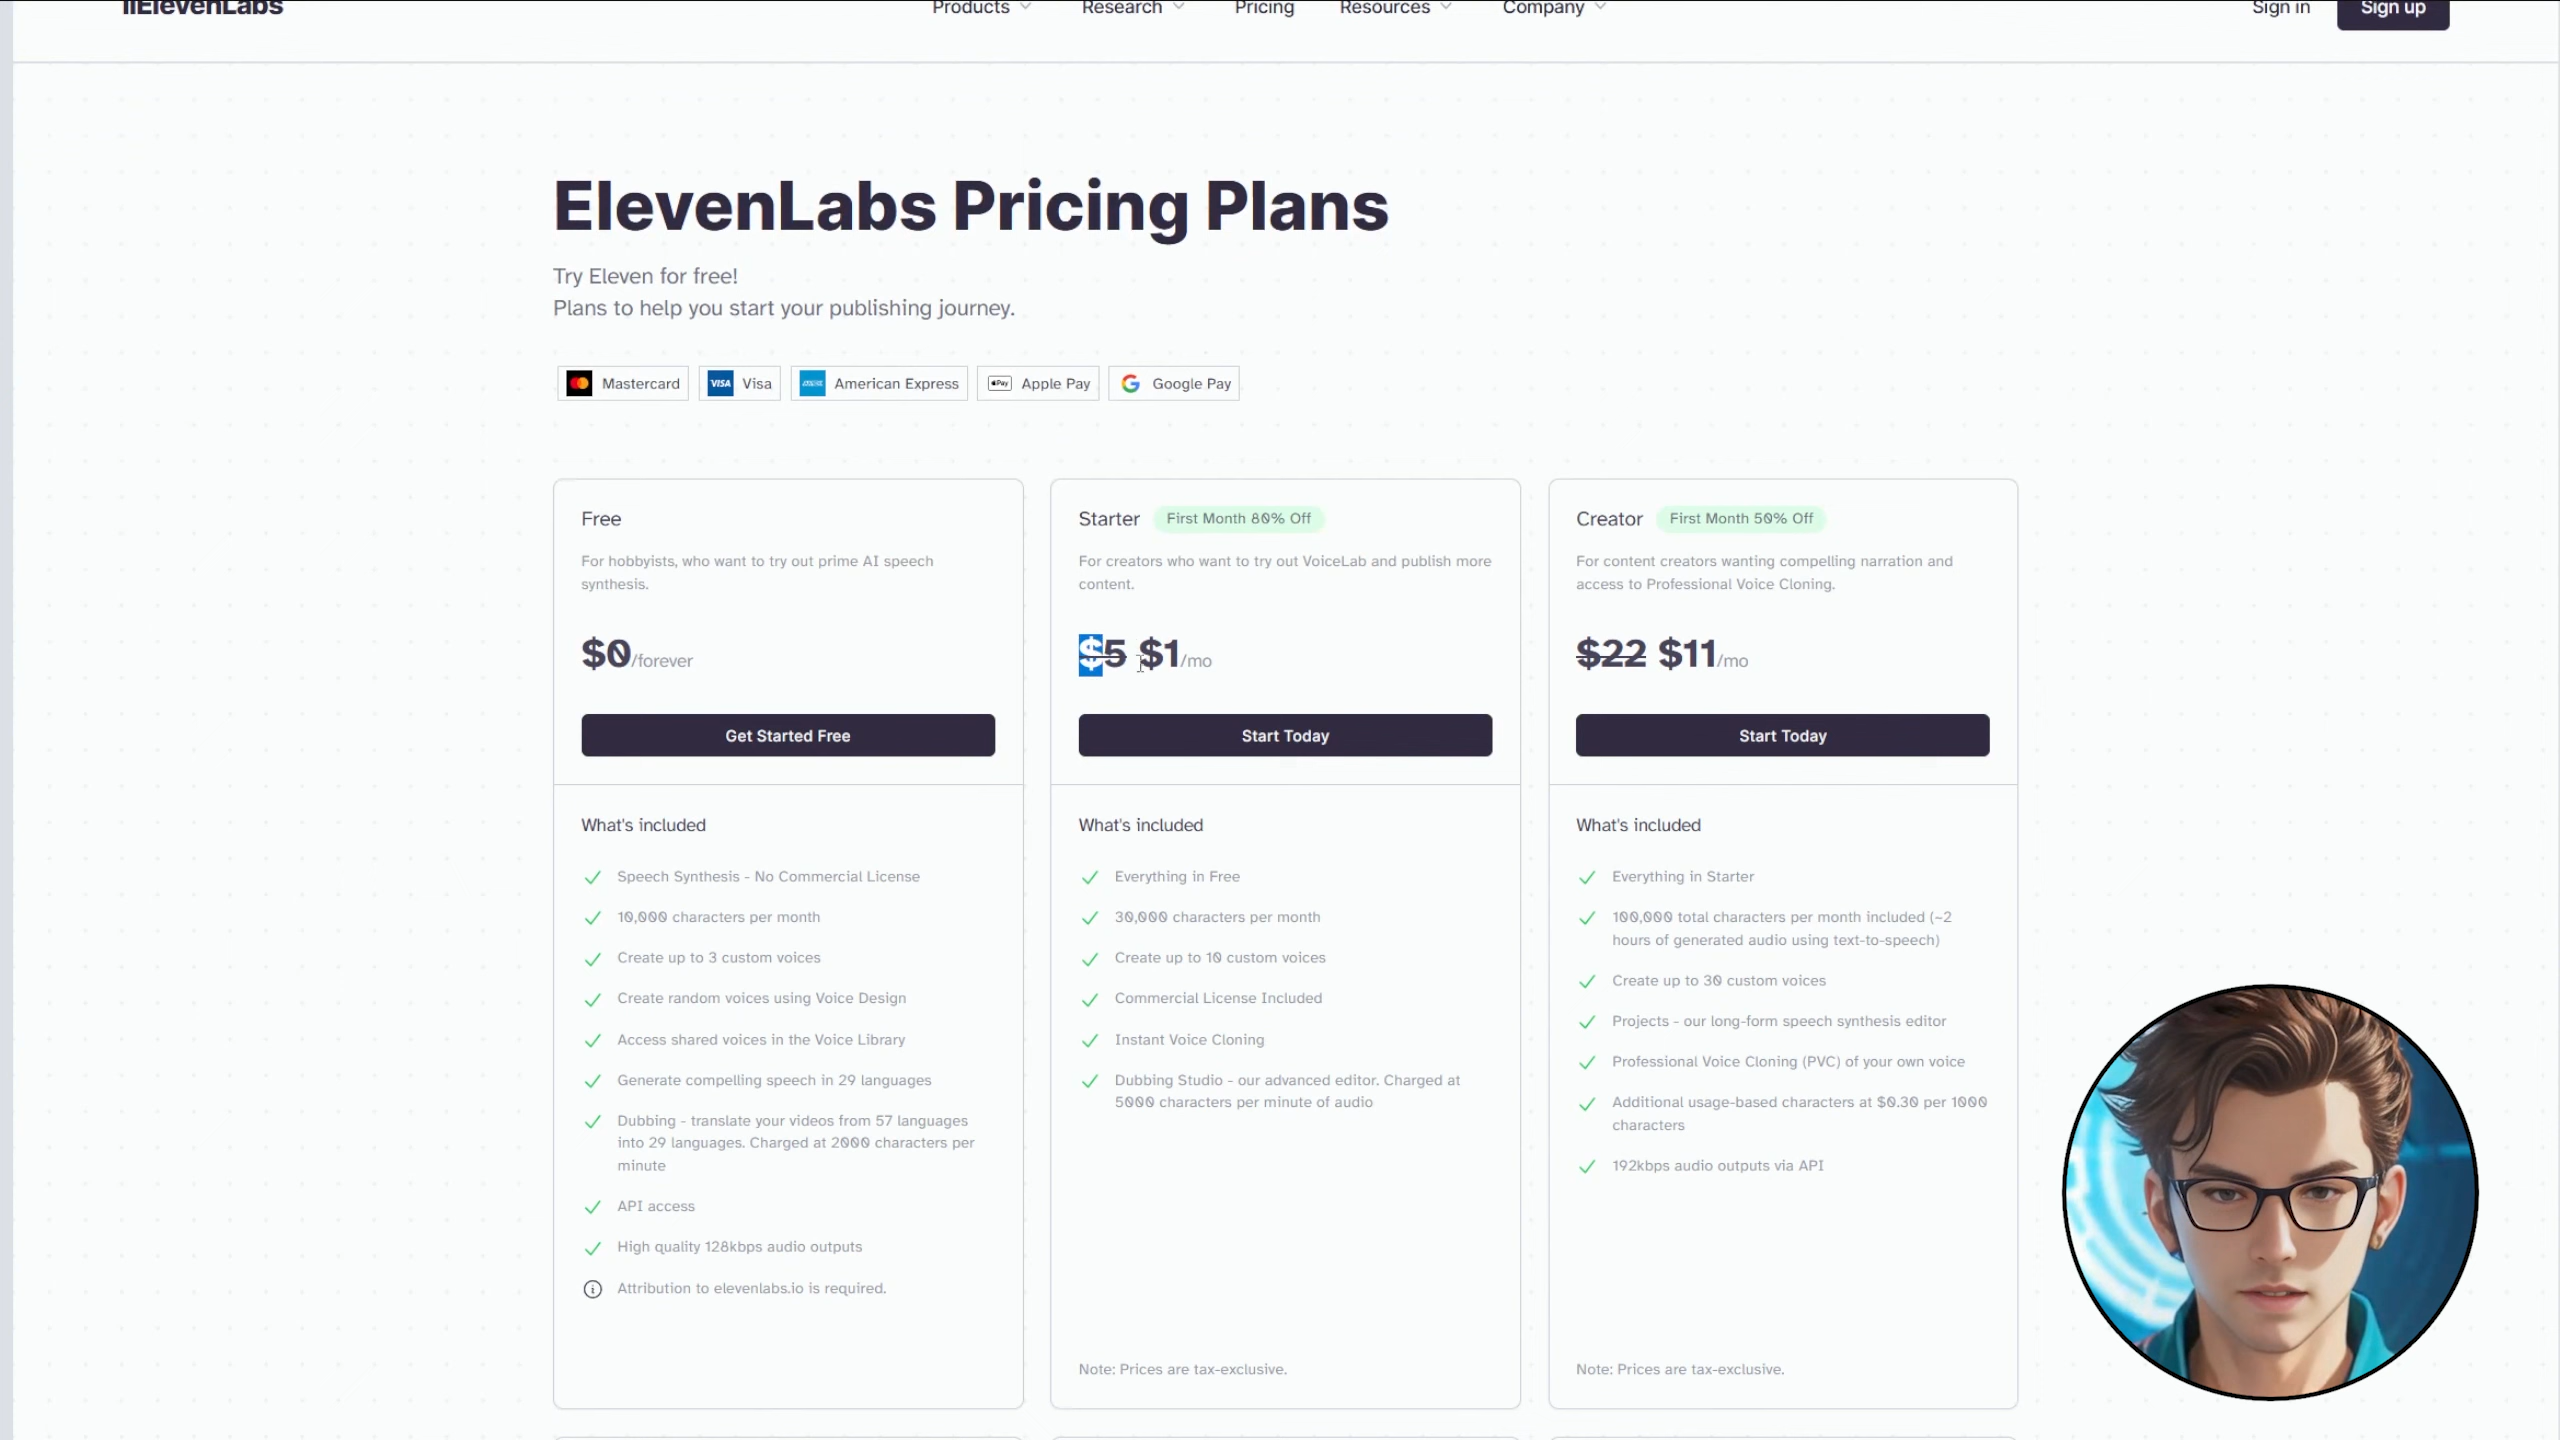 IIElevenLabs
Products
Research
Pricing
Resources
Company
Sign in
Sign up
ElevenLabs Pricing Plans
Try Eleven for free!
Plans to help you start your publishing journey.
Mastercard
VISA Visa
American Express
Pay Apple Pay
Google Pay
Free
For hobbyists, who want to try out prime AI speech
synthesis.
$0/forever
Get Started Free
What's included
Speech Synthesis - No Commercial License
10,000 characters per month
Create up to 3 custom voices
Create random voices using Voice Design
Access shared voices in the Voice Library
Generate compelling speech in 29 languages
Dubbing - translate your videos from 57 languages
into 29 languages. Charged at 2000 characters per
minute
API access
High quality 128kbps audio outputs
Attribution to elevenlabs.io is required.
Starter First Month 80% Off
For creators who want to try out VoiceLab and publish more
content.
$5 $1/mo
Start Today
What's included
Everything in Free
30,000 characters per month
Create up to 10 custom voices
Commercial License Included
Instant Voice Cloning
Dubbing Studio - our advanced editor. Charged at
5000 characters per minute of audio
Note: Prices are tax-exclusive.
Creator First Month 50% Off
For content creators wanting compelling narration and
access to Professional Voice Cloning.
$22 $11/mo
Start Today
What's included
Everything in Starter
100,000 total characters per month included (~2
hours of generated audio using text-to-speech)
Create up to 30 custom voices
Projects - our long-form speech synthesis editor
Professional Voice Cloning (PVC) of your own voice
Additional usage-based characters at $0.30 per 1000
characters
192kbps audio outputs via API
Note: Prices are tax-exclusive.